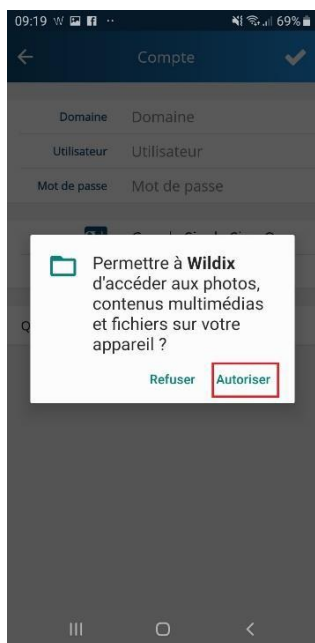 09:19
69%
Compte
Domaine Domaine
Utilisateur Utilisateur
Mot de passe Mot de passe
Permettre à Wildix
d'accéder aux photos,
contenus multimédias
et fichiers sur votre
appareil ?
Refuser Autoriser